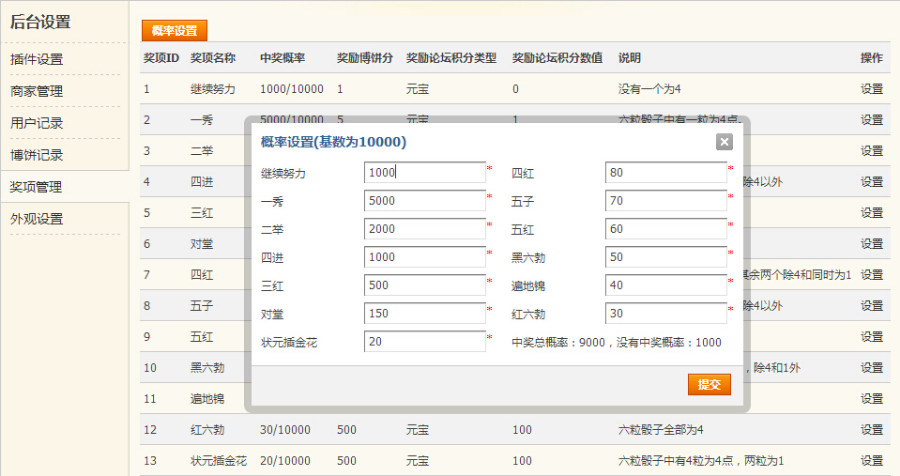 后台设置
插件设置
商家管理
用户记录
博饼记录
奖项管理
外观设置
概率设置
奖项ID 奖项名称 中奖概率 奖励博饼分 奖励论坛积分类型 奖励论坛积分数值 说明 操作
1 继续努力 1000/10000 1 元宝 0 没有一个为4 设置
2 一秀 5000/10000 5 元宝 1 六粒骰子中有一粒为4点。 设置
3 二举 设置
4 四进 除4以外 设置
5 三红 设置
6 对堂 设置
7 四红 其余两个除4和同时为1 设置
8 五子 除4以外 设置
9 五红 设置
10 黑六勃 ，除4和1外 设置
11 遍地锦 设置
12 红六勃 30/10000 500 元宝 100 六粒骰子全部为4 设置
13 状元插金花 20/10000 500 元宝 100 六粒骰子中有4粒为4点，两粒为1 设置
概率设置(基数为10000)
继续努力 1000 * 四红 80 *
一秀 5000 * 五子 70 *
二举 2000 * 五红 60 *
四进 1000 * 黑六勃 50 *
三红 500 * 遍地锦 40 *
对堂 150 * 红六勃 30 *
状元插金花 20 * 中奖总概率：9000，没有中奖概率：1000
提交